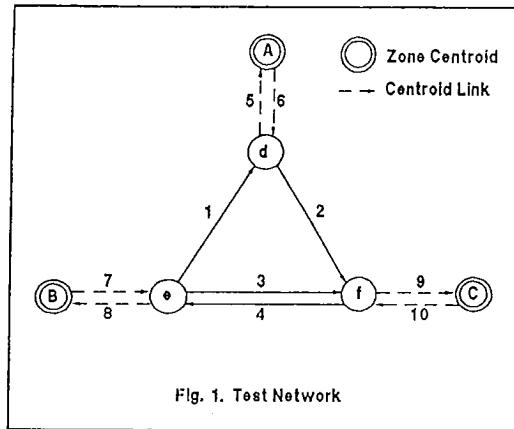 A
Zone Centroid
Centroid Link
5 6
d
1 2
B 7 e 3 f 9 C
8 4 10
Fig. 1. Test Network